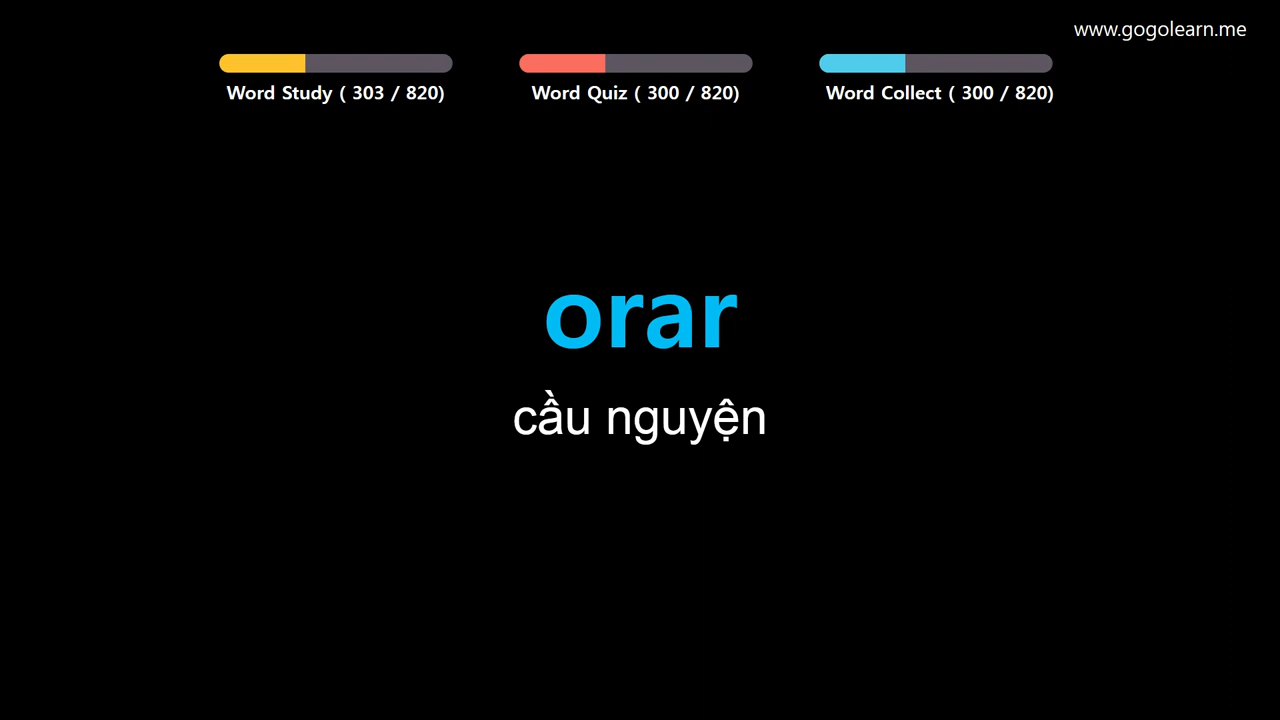 www.gogolearn.me
Word Study ( 303 / 820)
Word Quiz ( 300 / 820)
Word Collect ( 300 / 820)
orar
cầu nguyện